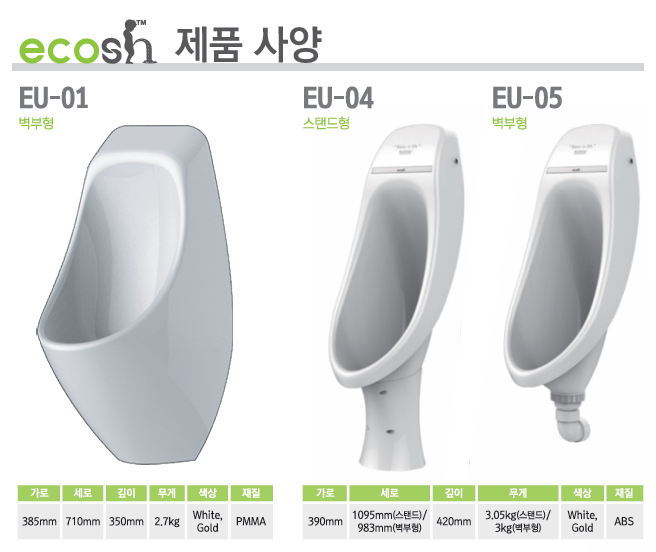 ecosh™ 제품 사양
EU-01
벽부형
EU-04
스탠드형
EU-05
벽부형
가로 세로 깊이 무게 색상 재질
385mm 710mm 350mm 2.7kg White, Gold PMMA
가로 세로 깊이 무게 색상 재질
390mm 1095mm(스탠드)/ 983mm(벽부형) 420mm 3.05kg(스탠드)/ 3kg(벽부형) White, Gold ABS